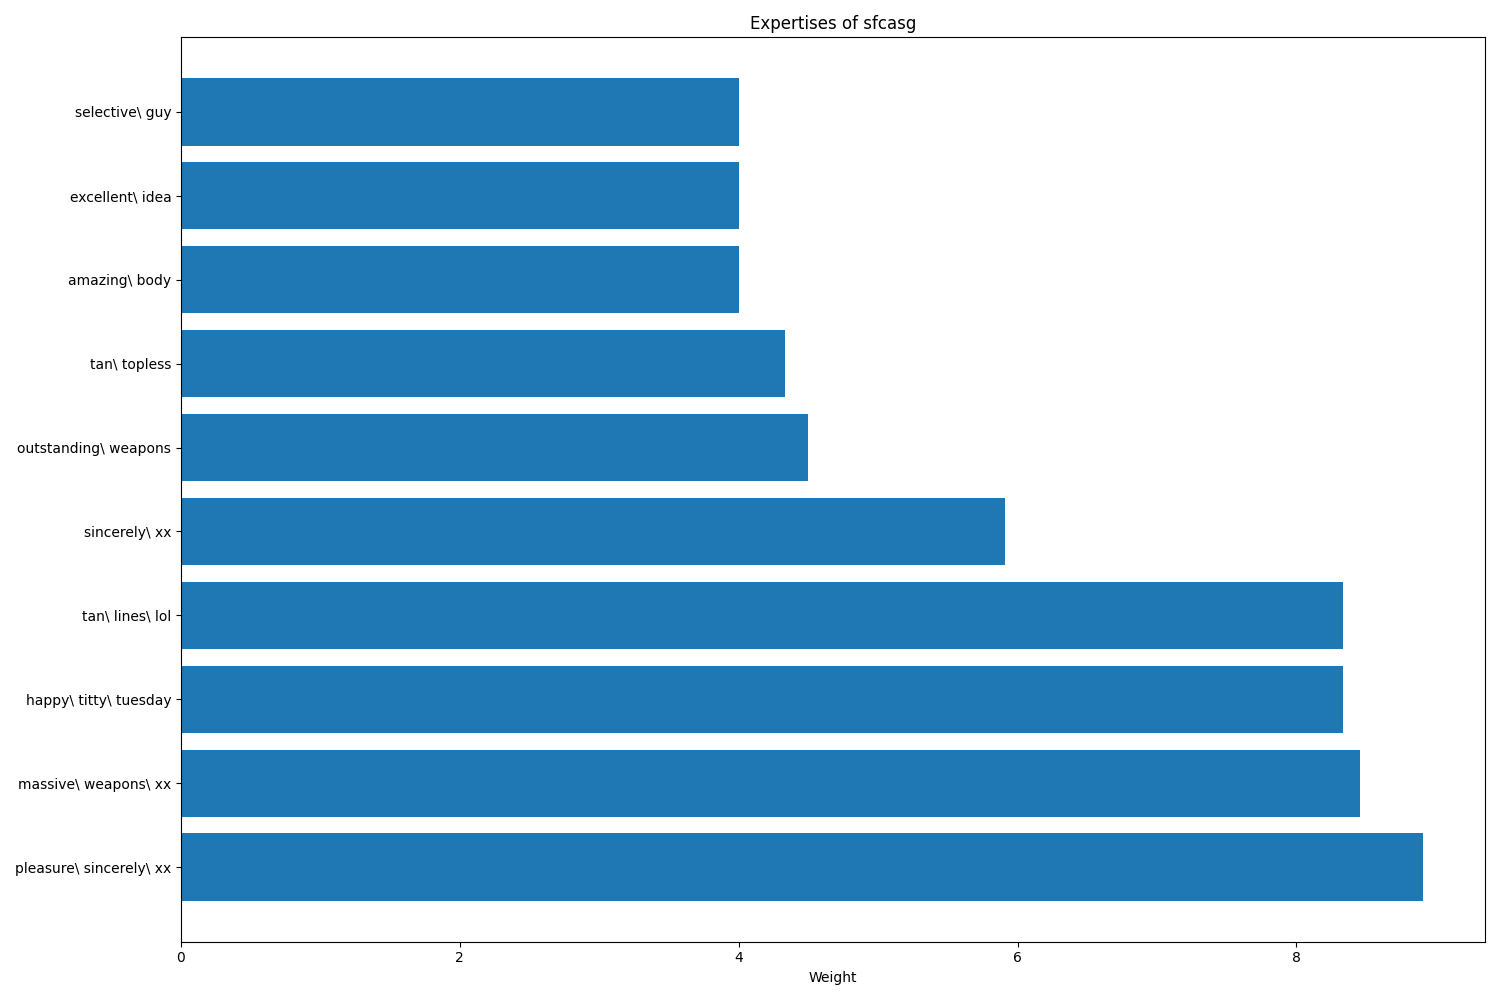 Expertises of sfcasg
selective\ guy
excellent\ idea
amazing\ body
tan\ topless
outstanding\ weapons
sincerely\ xx
tan\ lines\ lol
happy\ titty\ tuesday
massive\ weapons\ xx
pleasure\ sincerely\ xx
0 2 4 6 8
Weight